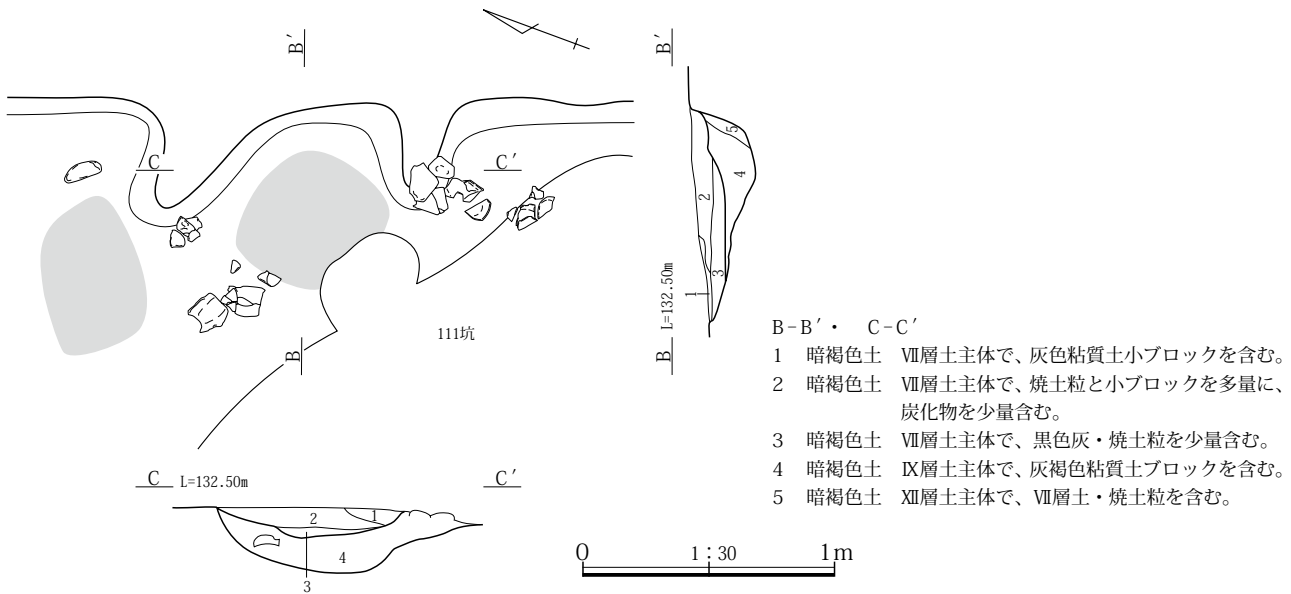 B′
B′
C
C′
2
5
4
3
1
L=132.50m
B
B
111坑
B-B′・ C-C′
1 暗褐色土 Ⅶ層土主体で、灰色粘質土小ブロックを含む。
2 暗褐色土 Ⅶ層土主体で、焼土粒と小ブロックを多量に、
炭化物を少量含む。
3 暗褐色土 Ⅶ層土主体で、黒色灰・焼土粒を少量含む。
4 暗褐色土 Ⅸ層土主体で、灰褐色粘質土ブロックを含む。
5 暗褐色土 Ⅻ層土主体で、Ⅶ層土・焼土粒を含む。
C L=132.50m C′
2 1
4
3
0 1:30 1m